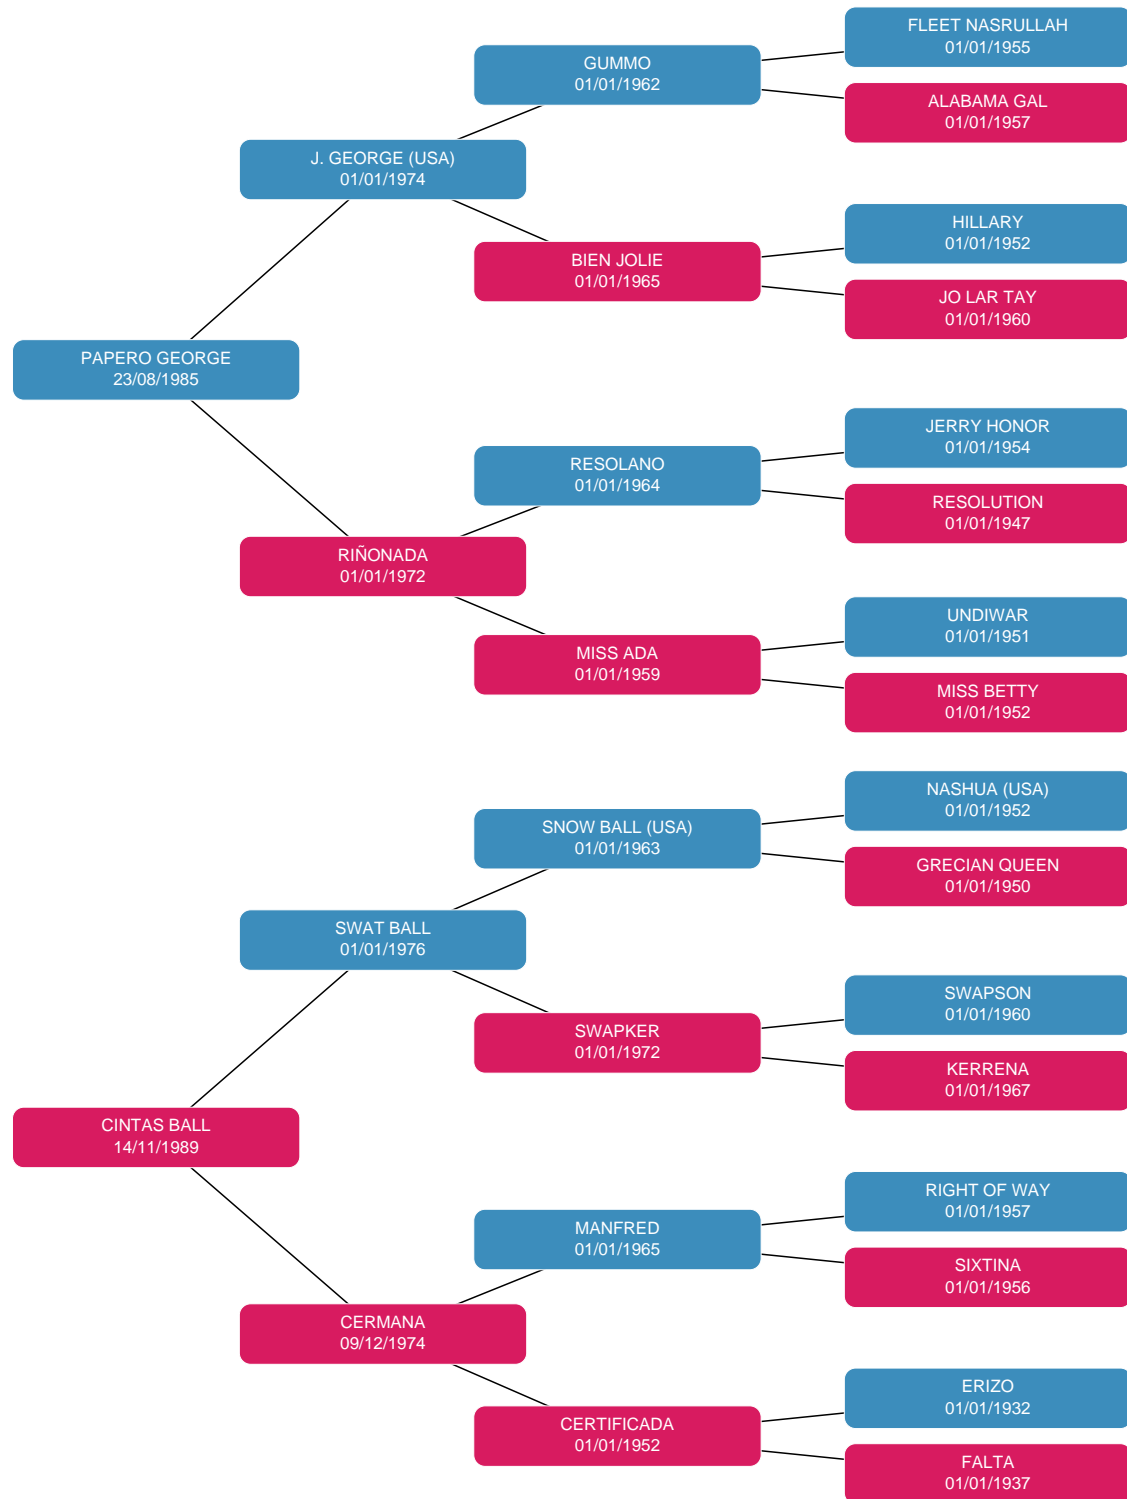 FLEET NASRULLAH
01/01/1955
GUMMO
01/01/1962
ALABAMA GAL
01/01/1957
J. GEORGE (USA)
01/01/1974
HILLARY
01/01/1952
BIEN JOLIE
01/01/1965
JO LAR TAY
01/01/1960
PAPERO GEORGE
23/08/1985
JERRY HONOR
01/01/1954
RESOLANO
01/01/1964
RESOLUTION
01/01/1947
RIÑONADA
01/01/1972
UNDIWAR
01/01/1951
MISS ADA
01/01/1959
MISS BETTY
01/01/1952
NASHUA (USA)
01/01/1952
SNOW BALL (USA)
01/01/1963
GRECIAN QUEEN
01/01/1950
SWAT BALL
01/01/1976
SWAPSON
01/01/1960
SWAPKER
01/01/1972
KERRENA
01/01/1967
CINTAS BALL
14/11/1989
RIGHT OF WAY
01/01/1957
MANFRED
01/01/1965
SIXTINA
01/01/1956
CERMANA
09/12/1974
ERIZO
01/01/1932
CERTIFICADA
01/01/1952
FALTA
01/01/1937